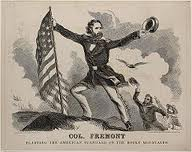 COL. FREMONT
PLANTING THE AMERICAN STANDARD ON THE ROCKY MOUNTAINS